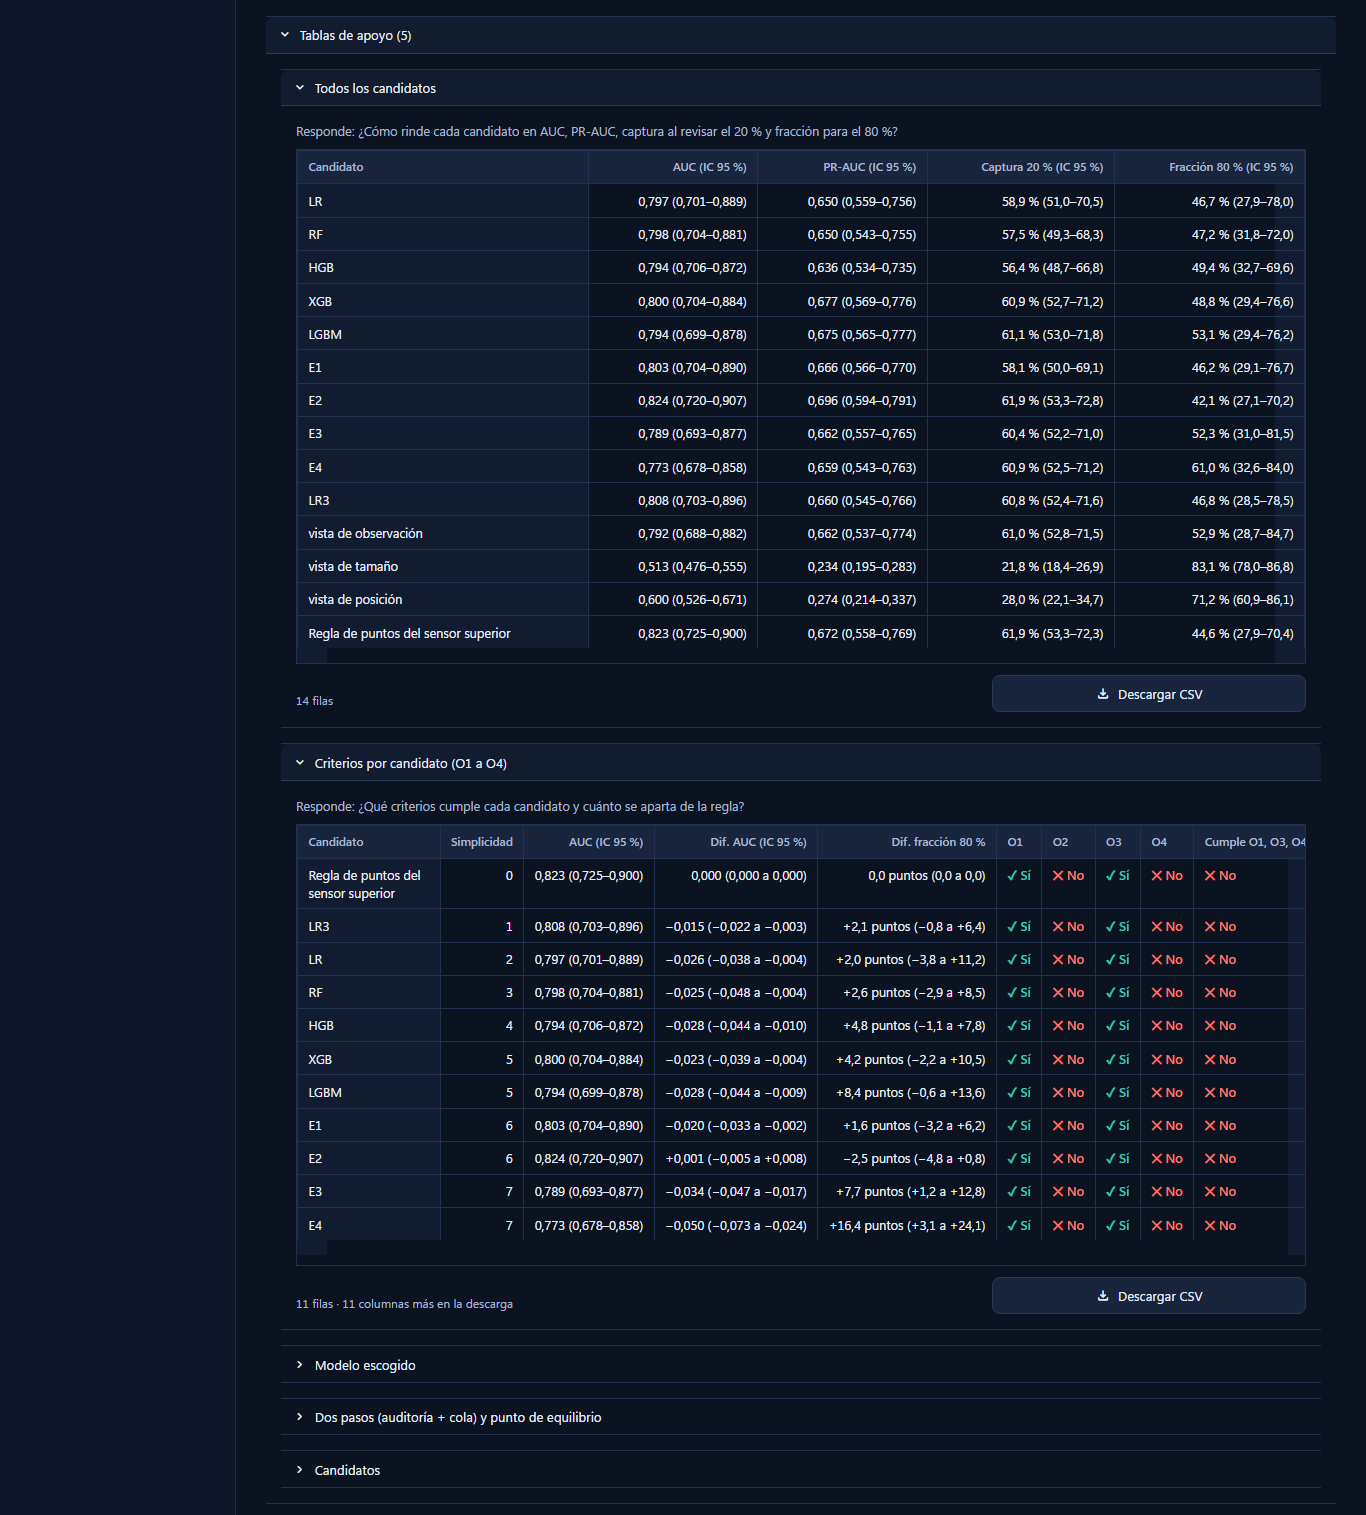 Tablas de apoyo (5)
Todos los candidatos
Responde: ¿Cómo rinde cada candidato en AUC, PR-AUC, captura al revisar el 20 % y fracción para el 80 %?
Candidato AUC (IC 95 %) PR-AUC (IC 95 %) Captura 20 % (IC 95 %) Fracción 80 % (IC 95 %)
LR 0,797 (0,701–0,889) 0,650 (0,559–0,756) 58,9 % (51,0–70,5) 46,7 % (27,9–78,0)
RF 0,798 (0,704–0,881) 0,650 (0,543–0,755) 57,5 % (49,3–68,3) 47,2 % (31,8–72,0)
HGB 0,794 (0,706–0,872) 0,636 (0,534–0,735) 56,4 % (48,7–66,8) 49,4 % (32,7–69,6)
XGB 0,800 (0,704–0,884) 0,677 (0,569–0,776) 60,9 % (52,7–71,2) 48,8 % (29,4–76,6)
LGBM 0,794 (0,699–0,878) 0,675 (0,565–0,777) 61,1 % (53,0–71,8) 53,1 % (29,4–76,2)
E1 0,803 (0,704–0,890) 0,666 (0,566–0,770) 58,1 % (50,0–69,1) 46,2 % (29,1–76,7)
E2 0,824 (0,720–0,907) 0,696 (0,594–0,791) 61,9 % (53,3–72,8) 42,1 % (27,1–70,2)
E3 0,789 (0,693–0,877) 0,662 (0,557–0,765) 60,4 % (52,2–71,0) 52,3 % (31,0–81,5)
E4 0,773 (0,678–0,858) 0,659 (0,543–0,763) 60,9 % (52,5–71,2) 61,0 % (32,6–84,0)
LR3 0,808 (0,703–0,896) 0,660 (0,545–0,766) 60,8 % (52,4–71,6) 46,8 % (28,5–78,5)
vista de observación 0,792 (0,688–0,882) 0,662 (0,537–0,774) 61,0 % (52,8–71,5) 52,9 % (28,7–84,7)
vista de tamaño 0,513 (0,476–0,555) 0,234 (0,195–0,283) 21,8 % (18,4–26,9) 83,1 % (78,0–86,8)
vista de posición 0,600 (0,526–0,671) 0,274 (0,214–0,337) 28,0 % (22,1–34,7) 71,2 % (60,9–86,1)
Regla de puntos del sensor superior 0,823 (0,725–0,900) 0,672 (0,558–0,769) 61,9 % (53,3–72,3) 44,6 % (27,9–70,4)
14 filas
Descargar CSV
Criterios por candidato (O1 a O4)
Responde: ¿Qué criterios cumple cada candidato y cuánto se aparta de la regla?
Candidato Simplicidad AUC (IC 95 %) Dif. AUC (IC 95 %) Dif. fracción 80 % O1 O2 O3 O4 Cumple O1, O3, O4
Regla de puntos del sensor superior 0 0,823 (0,725–0,900) 0,000 (0,000 a 0,000) 0,0 puntos (0,0 a 0,0) ✓ Sí ✕ No ✓ Sí ✕ No ✕ No
LR3 1 0,808 (0,703–0,896) −0,015 (−0,022 a −0,003) +2,1 puntos (−0,8 a +6,4) ✓ Sí ✕ No ✓ Sí ✕ No ✕ No
LR 2 0,797 (0,701–0,889) −0,026 (−0,038 a −0,004) +2,0 puntos (−3,8 a +11,2) ✓ Sí ✕ No ✓ Sí ✕ No ✕ No
RF 3 0,798 (0,704–0,881) −0,025 (−0,048 a −0,004) +2,6 puntos (−2,9 a +8,5) ✓ Sí ✕ No ✓ Sí ✕ No ✕ No
HGB 4 0,794 (0,706–0,872) −0,028 (−0,044 a −0,010) +4,8 puntos (−1,1 a +7,8) ✓ Sí ✕ No ✓ Sí ✕ No ✕ No
XGB 5 0,800 (0,704–0,884) −0,023 (−0,039 a −0,004) +4,2 puntos (−2,2 a +10,5) ✓ Sí ✕ No ✓ Sí ✕ No ✕ No
LGBM 5 0,794 (0,699–0,878) −0,028 (−0,044 a −0,009) +8,4 puntos (−0,6 a +13,6) ✓ Sí ✕ No ✓ Sí ✕ No ✕ No
E1 6 0,803 (0,704–0,890) −0,020 (−0,033 a −0,002) +1,6 puntos (−3,2 a +6,2) ✓ Sí ✕ No ✓ Sí ✕ No ✕ No
E2 6 0,824 (0,720–0,907) +0,001 (−0,005 a +0,008) −2,5 puntos (−4,8 a +0,8) ✓ Sí ✕ No ✓ Sí ✕ No ✕ No
E3 7 0,789 (0,693–0,877) −0,034 (−0,047 a −0,017) +7,7 puntos (+1,2 a +12,8) ✓ Sí ✕ No ✓ Sí ✕ No ✕ No
E4 7 0,773 (0,678–0,858) −0,050 (−0,073 a −0,024) +16,4 puntos (+3,1 a +24,1) ✓ Sí ✕ No ✓ Sí ✕ No ✕ No
11 filas · 11 columnas más en la descarga
Descargar CSV
Modelo escogido
Dos pasos (auditoría + cola) y punto de equilibrio
Candidatos